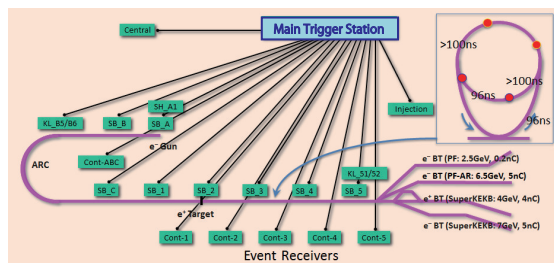 Main Trigger Station
Central
>100ns
>100ns
96ns
96ns
SH_A1
KL_B5/B6
SB_B
SB_A
Injection
e⁻ Gun
ARC
Cont-ABC
KL_51/52
SB_C
SB_1
SB_2
SB_3
SB_4
SB_5
e⁺ Target
e⁻ BT (PF: 2.5GeV, 0.2nC)
e⁻ BT (PF-AR: 6.5GeV, 5nC)
e⁺ BT (SuperKEKB: 4GeV, 4nC)
e⁻ BT (SuperKEKB: 7GeV, 5nC)
Cont-1
Cont-2
Cont-3
Cont-4
Cont-5
Event Receivers